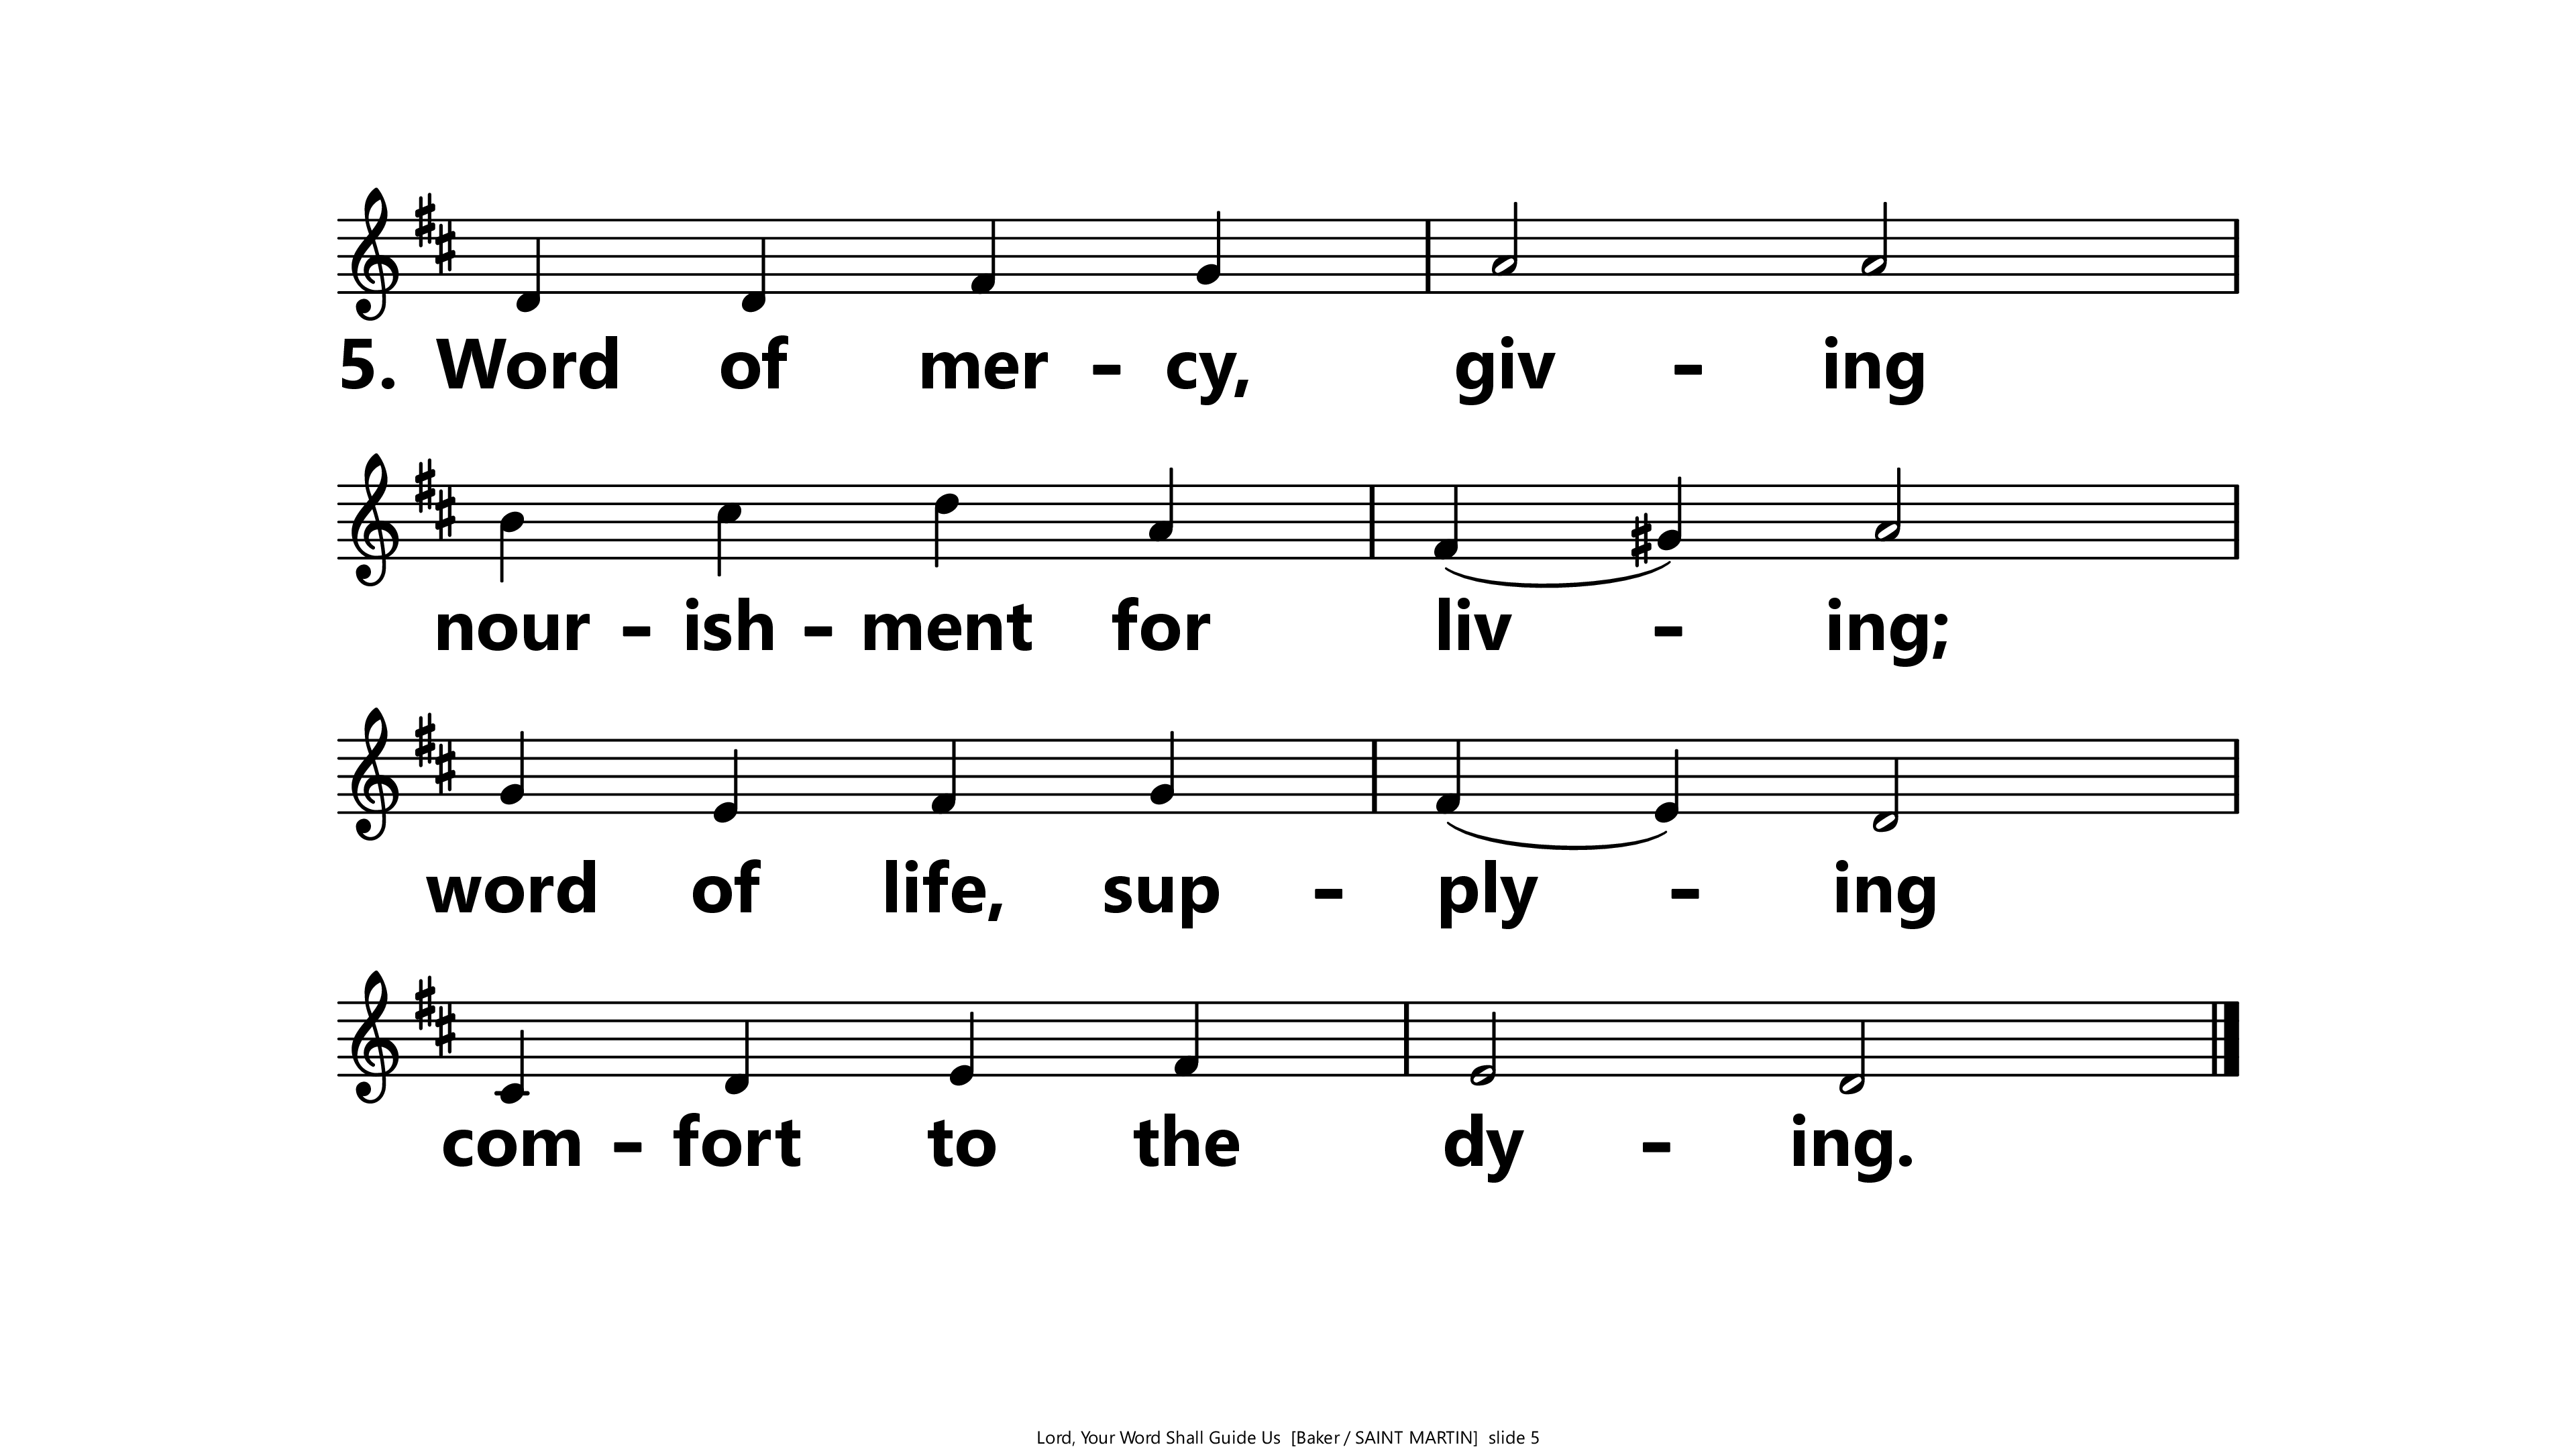 5. Word of mer – cy, giv – ing
nour – ish – ment for liv – ing;
word of life, sup – ply – ing
com – fort to the dy – ing.
Lord, Your Word Shall Guide Us [Baker / SAINT MARTIN] slide 5